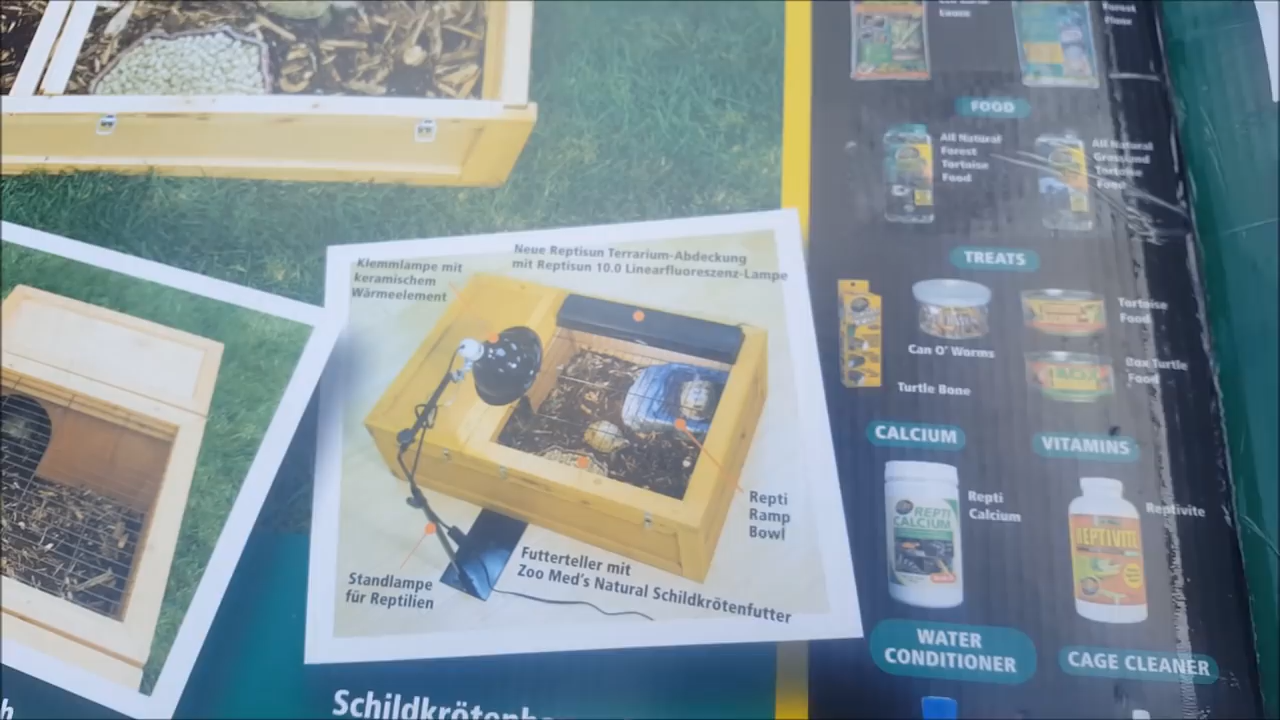 Forest
Floor
FOOD
All Natural
Forest
Tortoise
Food
All Natural
Grassland
Tortoise
Food
TREATS
Can O' Worms
Tortoise
Food
Turtle Bone
Box Turtle
Food
CALCIUM
VITAMINS
REPTI
CALCIUM
Repti
Calcium
REPTIVITE
Reptivite
WATER
CONDITIONER
CAGE CLEANER
Klemmlampe mit
keramischem
Wärmeelement
Neue Reptisun Terrarium-Abdeckung
mit Reptisun 10.0 Linearfluoreszenz-Lampe
Repti
Ramp
Bowl
Futterteller mit
Zoo Med's Natural Schildkrötenfutter
Standlampe
für Reptilien